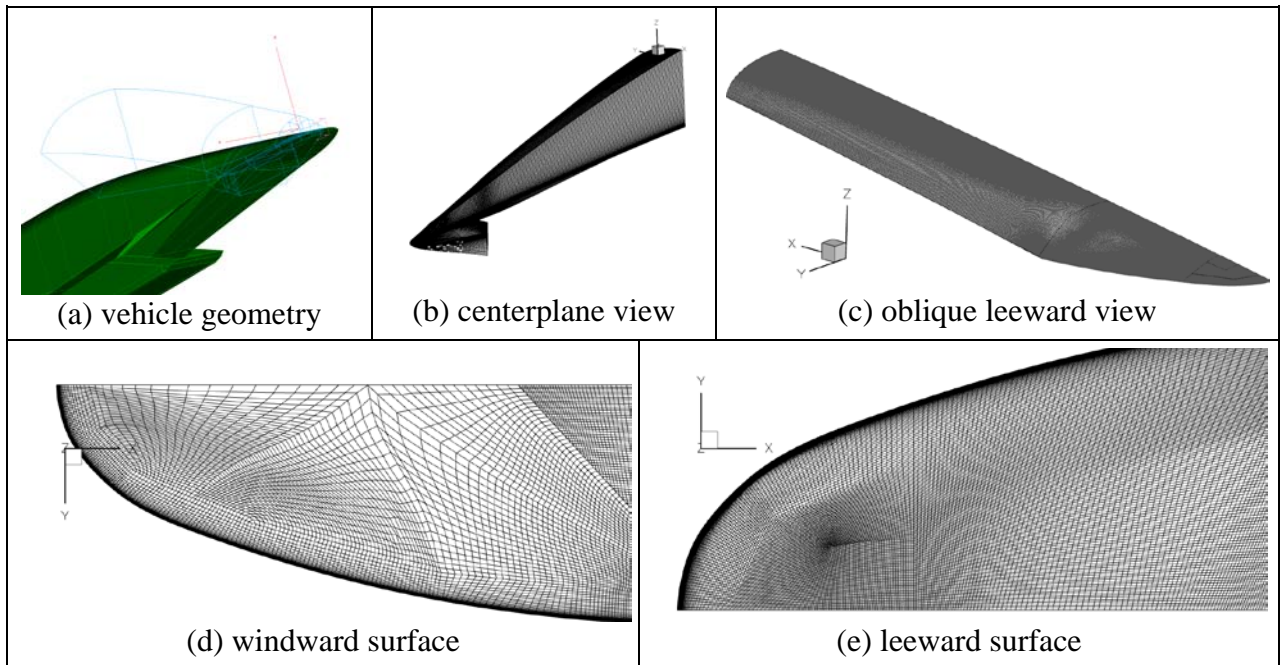 Z
(a) vehicle geometry
(b) centerplane view
Z
X
Y
(c) oblique leeward view
Z
Y
(d) windward surface
Y
Z
X
(e) leeward surface